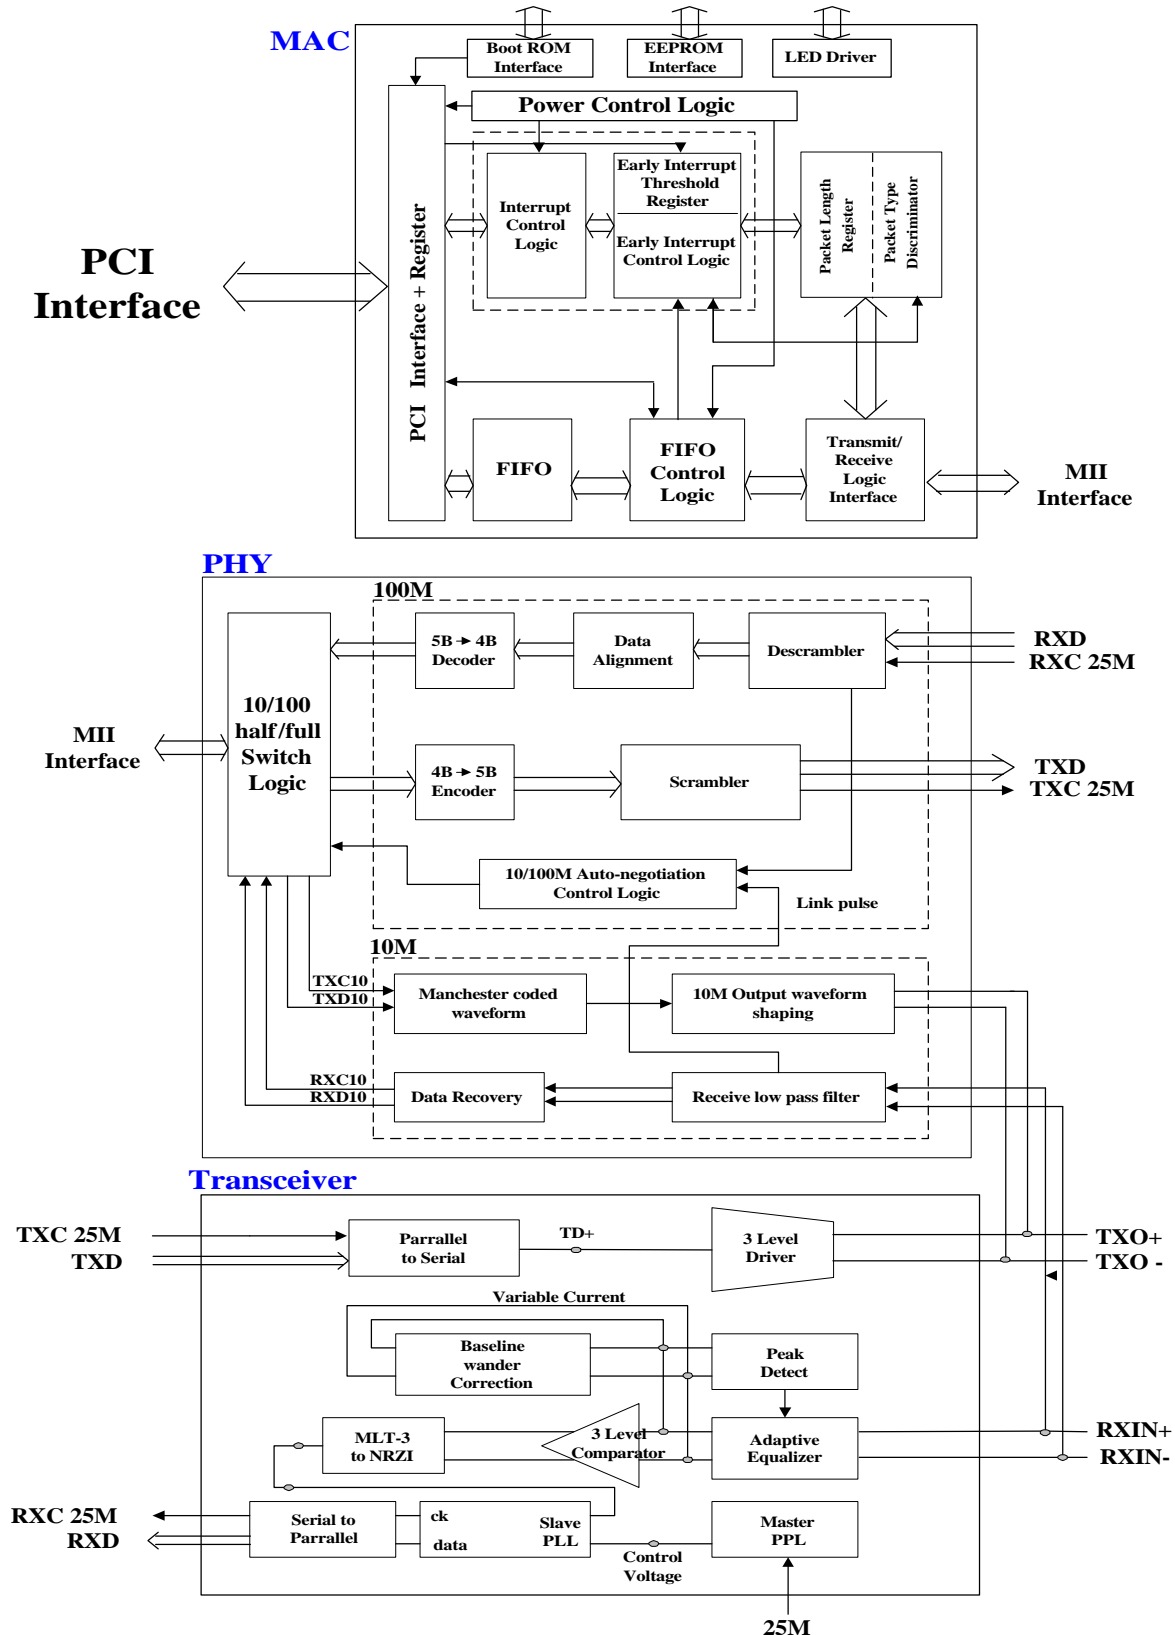 MAC
Boot ROM
Interface
EEPROM
Interface
LED Driver
Power Control Logic
PCI Interface + Register
Interrupt
Control
Logic
Early Interrupt
Threshold
Register
Early Interrupt
Control Logic
Packet Length
Register
Packet Type
Discriminator
PCI
Interface
FIFO
FIFO
Control
Logic
Transmit/
Receive
Logic
Interface
MII
Interface
PHY
100M
10/100
half/full
Switch
Logic
5B → 4B
Decoder
Data
Alignment
Descrambler
RXD
RXC 25M
MII
Interface
4B → 5B
Encoder
Scrambler
TXD
TXC 25M
10/100M Auto-negotiation
Control Logic
Link pulse
10M
TXC10
TXD10
Manchester coded
waveform
10M Output waveform
shaping
RXC10
RXD10
Data Recovery
Receive low pass filter
Transceiver
TXC 25M
TXD
Parrallel
to Serial
TD+
3 Level
Driver
TXO+
TXO -
Variable Current
Baseline
wander
Correction
Peak
Detect
MLT-3
to NRZI
3 Level
Comparator
Adaptive
Equalizer
RXIN+
RXIN-
RXC 25M
RXD
Serial to
Parrallel
ck
data
Slave
PLL
Control
Voltage
Master
PPL
25M